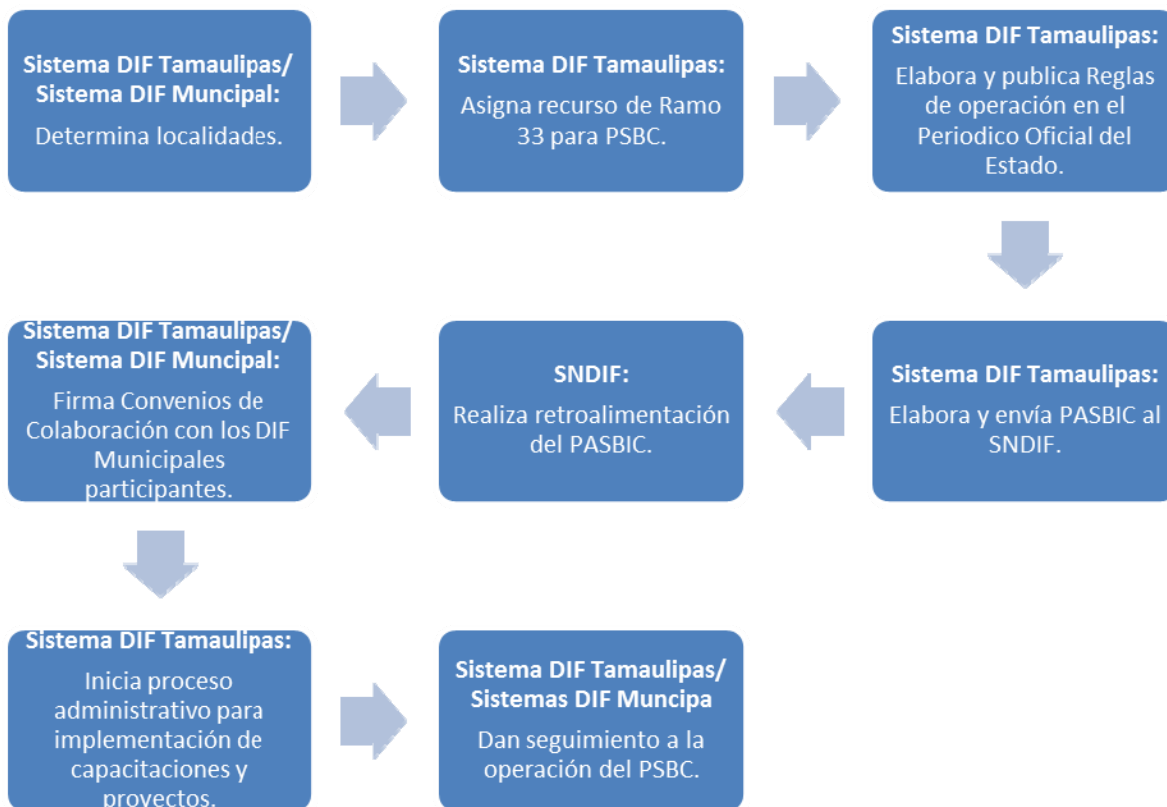 Sistema DIF Tamaulipas/
Sistema DIF Muncipal:
Determina localidades.
Sistema DIF Tamaulipas:
Asigna recurso de Ramo
33 para PSBC.
Sistema DIF Tamaulipas:
Elabora y publica Reglas
de operación en el
Periodico Oficial del
Estado.
Sistema DIF Tamaulipas:
Elabora y envía PASBIC al
SNDIF.
SNDIF:
Realiza retroalimentación
del PASBIC.
Sistema DIF Tamaulipas/
Sistema DIF Muncipal:
Firma Convenios de
Colaboración con los DIF
Municipales
participantes.
Sistema DIF Tamaulipas:
Inicia proceso
administrativo para
implementación de
capacitaciones y
proyectos.
Sistema DIF Tamaulipas/
Sistemas DIF Muncipa
Dan seguimiento a la
operación del PSBC.